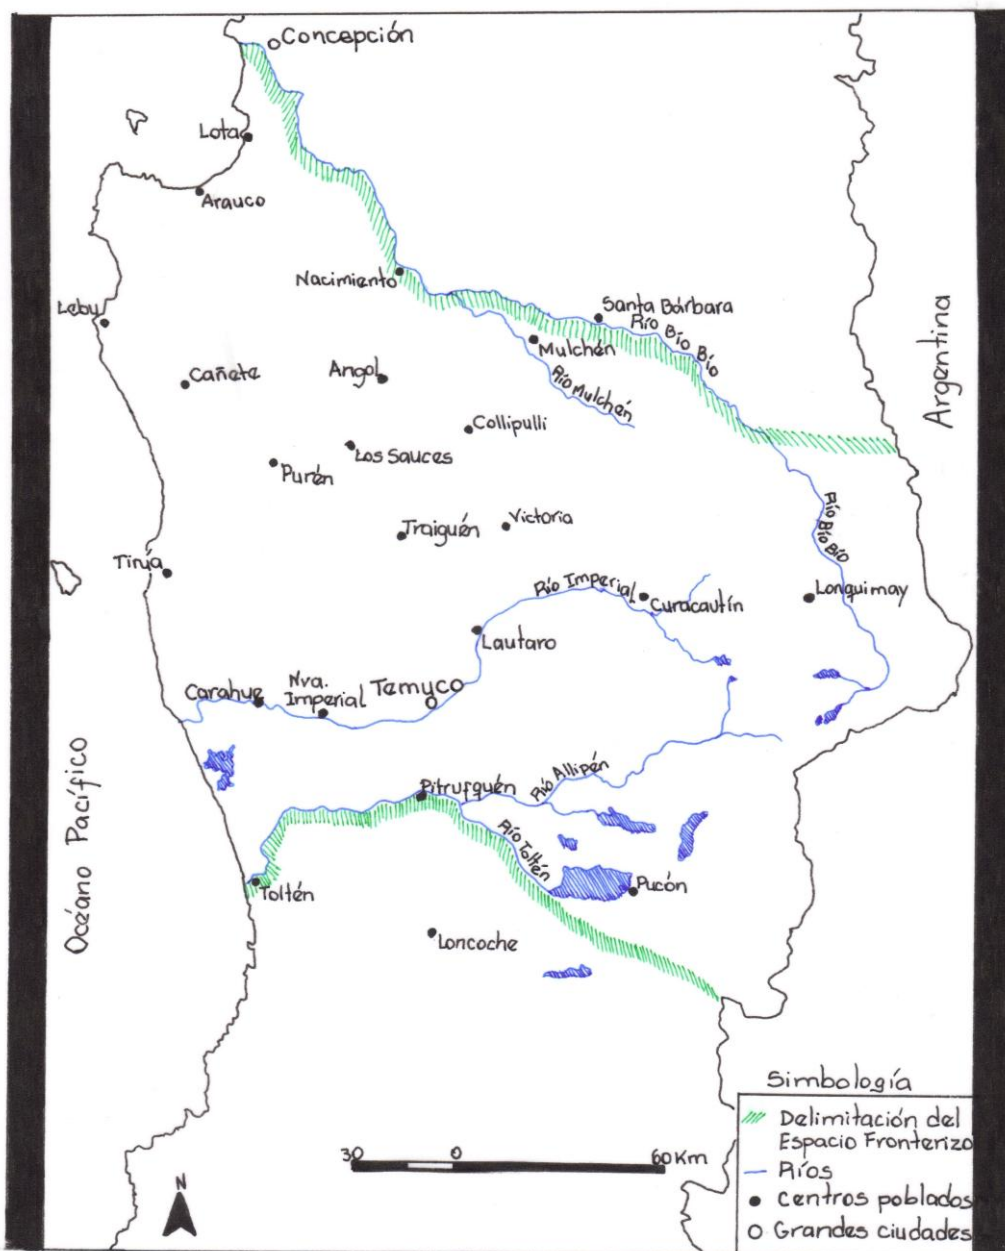 Concepción
Lota
Arauco
Nacimiento
Santa Bárbara
Río Bío Bío
Lebu
Mulchén
Cañete
Angol
Río Mulchén
Argentina
Collipulli
Los Sauces
Purén
Río Bío Bío
Victoria
Traiguén
Tirúa
Río Imperial
Curacautín
Lonquimay
Lautaro
Carahue
Nva.
Imperial
Temuco
Océano Pacífico
Río Allipén
Pitrufquén
Río Toltén
Toltén
Pucón
Loncoche
Simbología
Delimitación del
Espacio Fronterizo
Ríos
Centros poblados
Grandes ciudades
30 0 60 Km
N